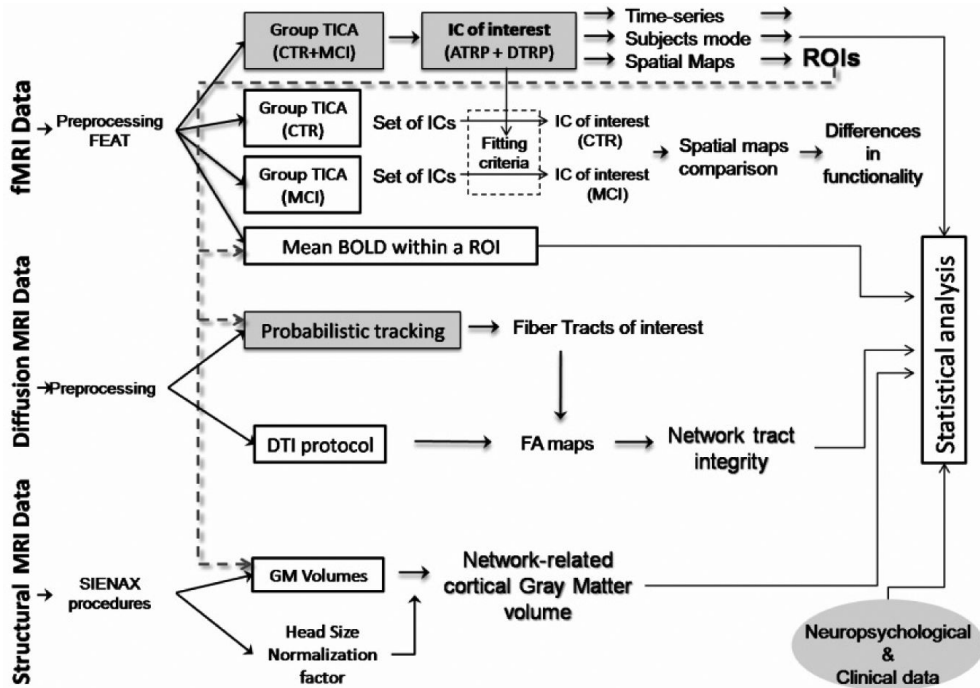 fMRI Data
Preprocessing
FEAT
Group TICA
(CTR+MCI)
IC of interest
(ATRP + DTRP)
Time-series
Subjects mode
Spatial Maps
ROIs
Group TICA
(CTR)
Set of ICs
Fitting
criteria
IC of interest
(CTR)
Group TICA
(MCI)
Set of ICs
IC of interest
(MCI)
Spatial maps
comparison
Differences
in
functionality
Mean BOLD within a ROI
Diffusion MRI Data
Preprocessing
Probabilistic tracking
Fiber Tracts of interest
DTI protocol
FA maps
Network tract
integrity
Structural MRI Data
SIENAX
procedures
GM Volumes
Network-related
cortical Gray Matter
volume
Head Size
Normalization
factor
Statistical analysis
Neuropsychological
&
Clinical data